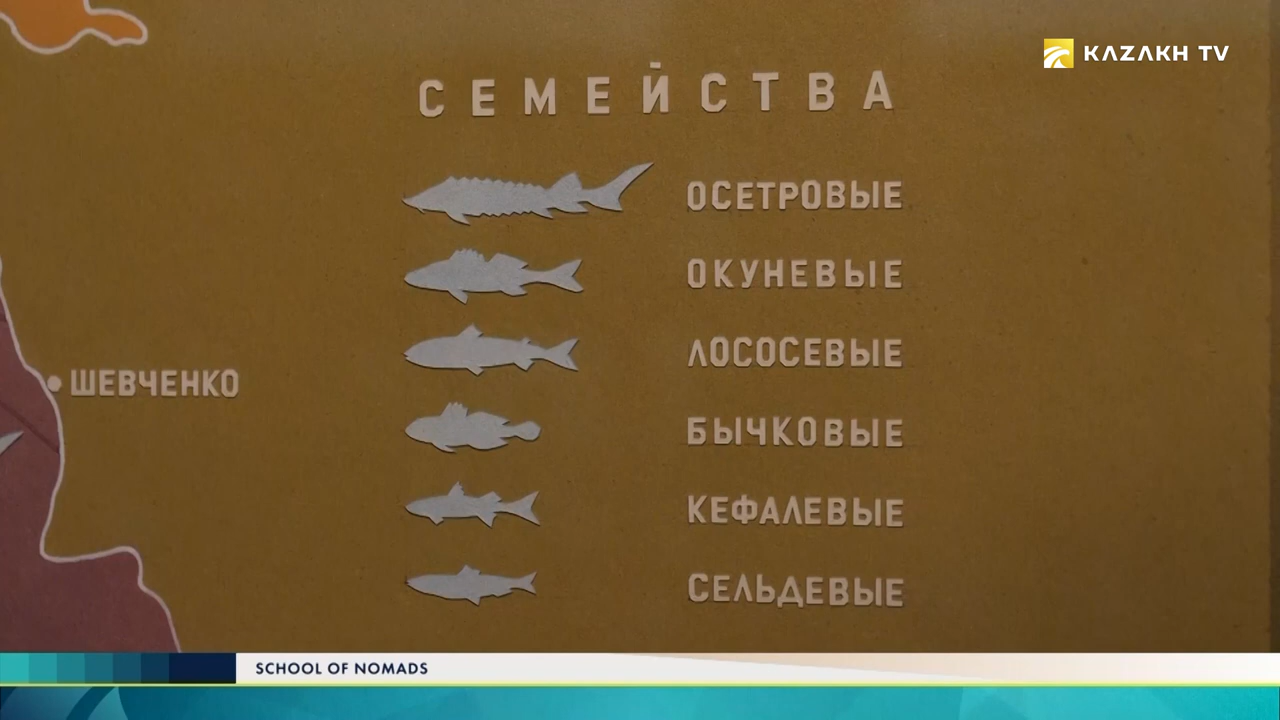 KAZAKH TV
СЕМЕЙСТВА
ОСЕТРОВЫЕ
ОКУНЕВЫЕ
ЛОСОСЕВЫЕ
ШЕВЧЕНКО
БЫЧКОВЫЕ
КЕФАЛЕВЫЕ
СЕЛЬДЕВЫЕ
SCHOOL OF NOMADS